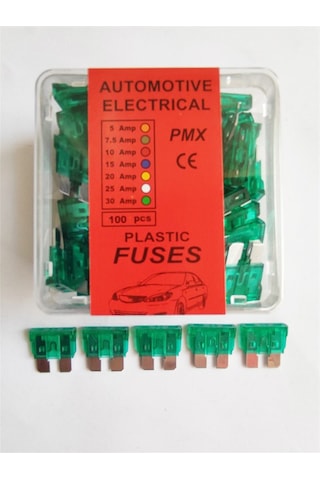 AUTOMOTIVE
ELECTRICAL
5 Amp
7.5 Amp
10 Amp
15 Amp
20 Amp
25 Amp
30 Amp
PMX
CE
100 pcs
PLASTIC
FUSES